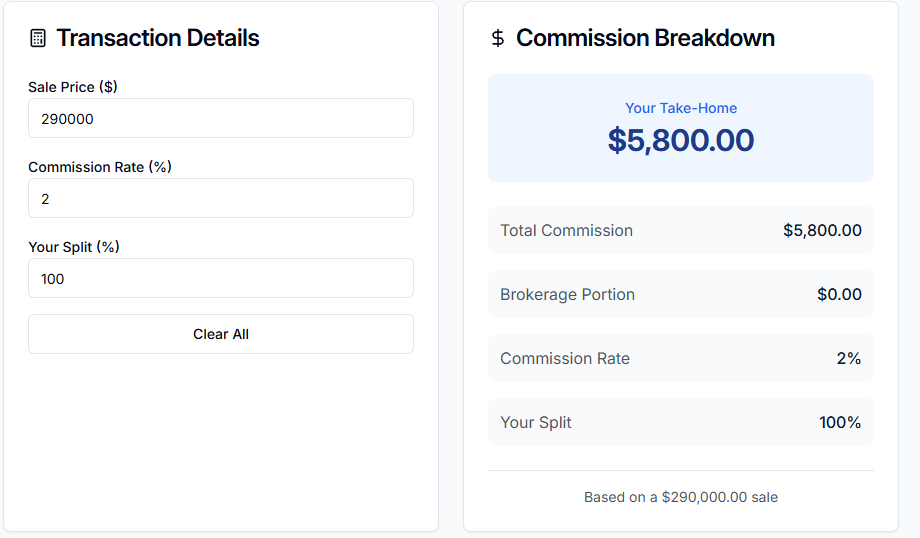 Transaction Details
Sale Price ($)
290000
Commission Rate (%)
2
Your Split (%)
100
Clear All
Commission Breakdown
Your Take-Home
$5,800.00
Total Commission $5,800.00
Brokerage Portion $0.00
Commission Rate 2%
Your Split 100%
Based on a $290,000.00 sale